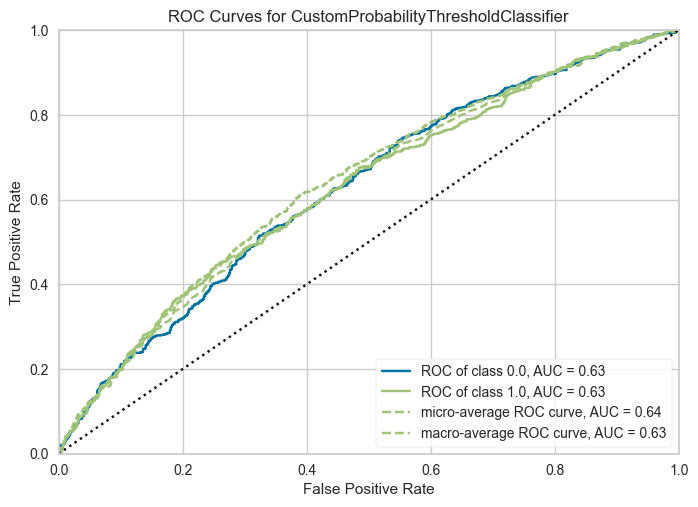 ROC Curves for CustomProbabilityThresholdClassifier
1.0
0.8
0.6
0.4
0.2
0.0
True Positive Rate
ROC of class 0.0, AUC = 0.63
ROC of class 1.0, AUC = 0.63
micro-average ROC curve, AUC = 0.64
macro-average ROC curve, AUC = 0.63
0.0 0.2 0.4 0.6 0.8 1.0
False Positive Rate